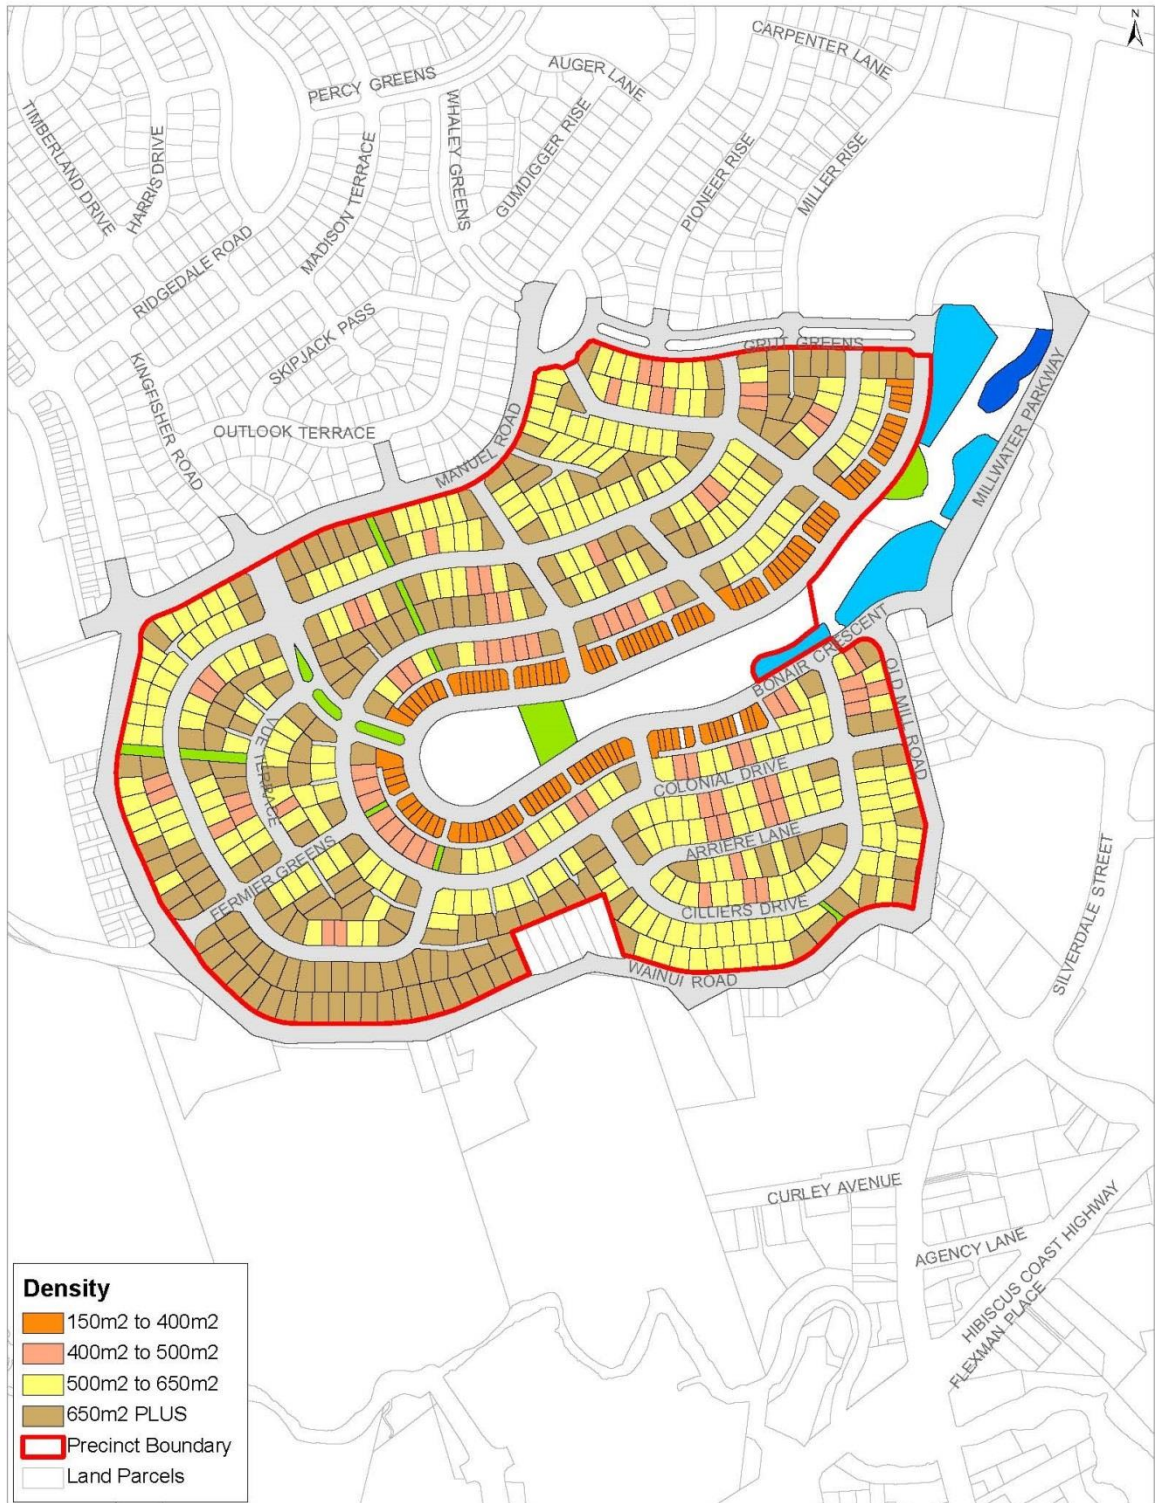 N
CARPENTER LANE
AUGER LANE
PERCY GREENS
TIMBERLAND DRIVE
HARRIS DRIVE
WHALEY GREENS
GUMDIGGER RISE
MADISON TERRACE
PIONEER RISE
MILLER RISE
RIDGEDALE ROAD
SKIPJACK PASS
KINGFISHER ROAD
OUTLOOK TERRACE
MANUEL ROAD
GRUT GREENS
MILLWATER PARKWAY
BONAIR CRESCENT
OLD MILL ROAD
VUE TERRACE
COLONIAL DRIVE
ARRIERE LANE
FERMIER GREENS
CILLIERS DRIVE
WAINUI ROAD
SILVERDALE STREET
CURLEY AVENUE
AGENCY LANE
HIBISCUS COAST HIGHWAY
FLEXMAN PLACE
Density
150m2 to 400m2
400m2 to 500m2
500m2 to 650m2
650m2 PLUS
Precinct Boundary
Land Parcels